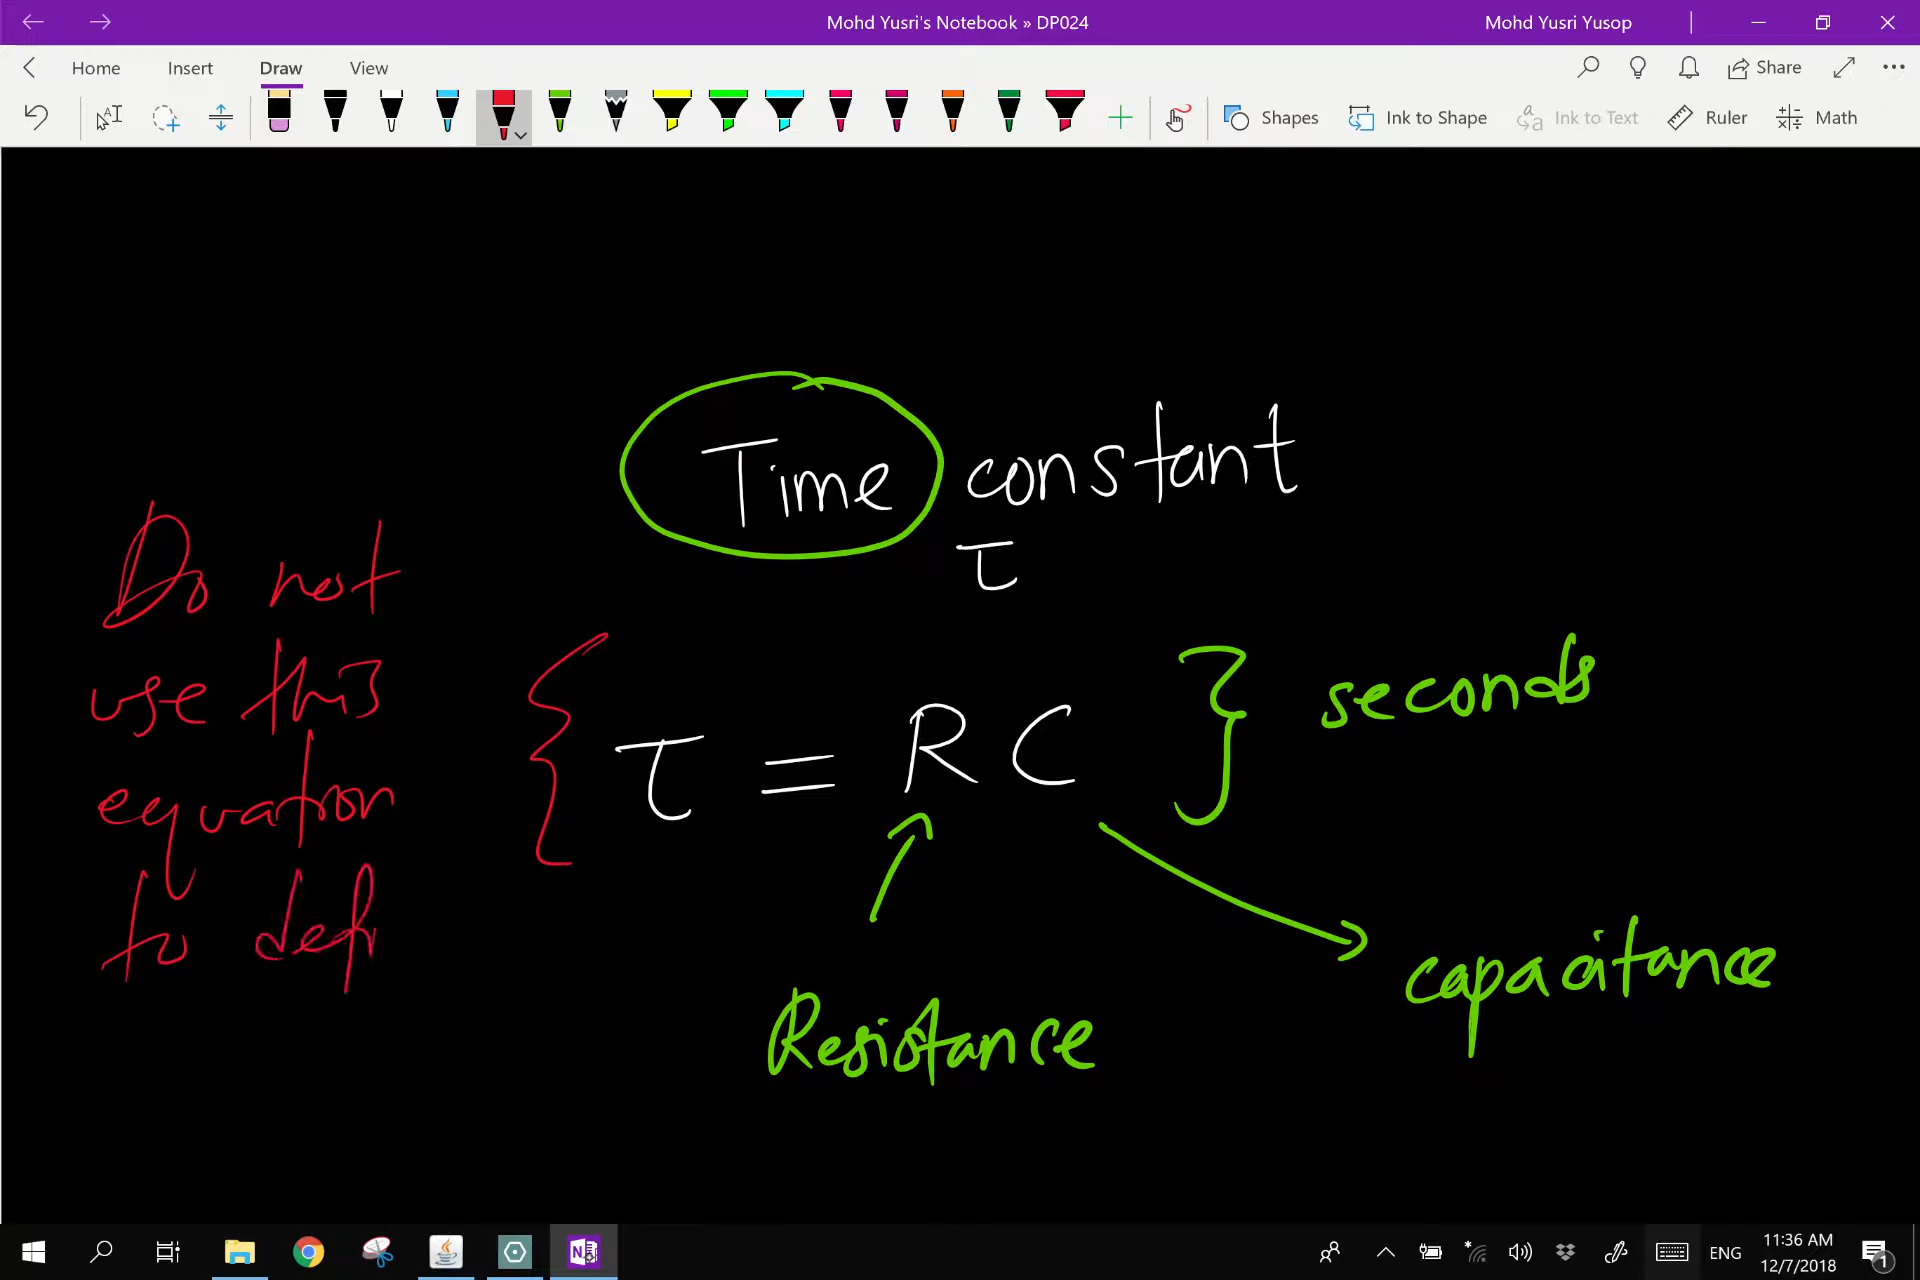 Mohd Yusri's Notebook » DP024
Mohd Yusri Yusop
Home Insert Draw View
Share
Shapes Ink to Shape Ink to Text Ruler Math
Time constant
τ
Do not
use this
equation
to defi
τ = RC
seconds
Resistance
capacitance
ENG
11:36 AM
12/7/2018
1